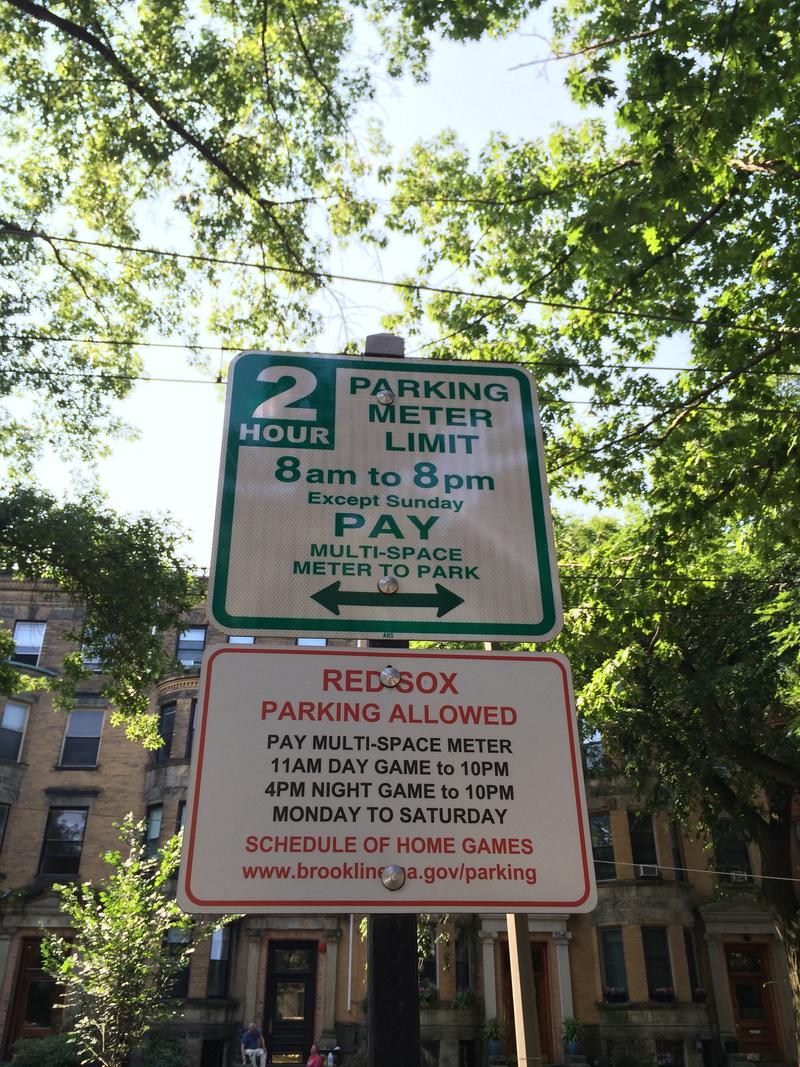 2
HOUR
PARKING
METER
LIMIT
8am to 8pm
Except Sunday
PAY
MULTI-SPACE
METER TO PARK
AHS
RED SOX
PARKING ALLOWED
PAY MULTI-SPACE METER
11AM DAY GAME to 10PM
4PM NIGHT GAME to 10PM
MONDAY TO SATURDAY
SCHEDULE OF HOME GAMES
www.brooklinema.gov/parking